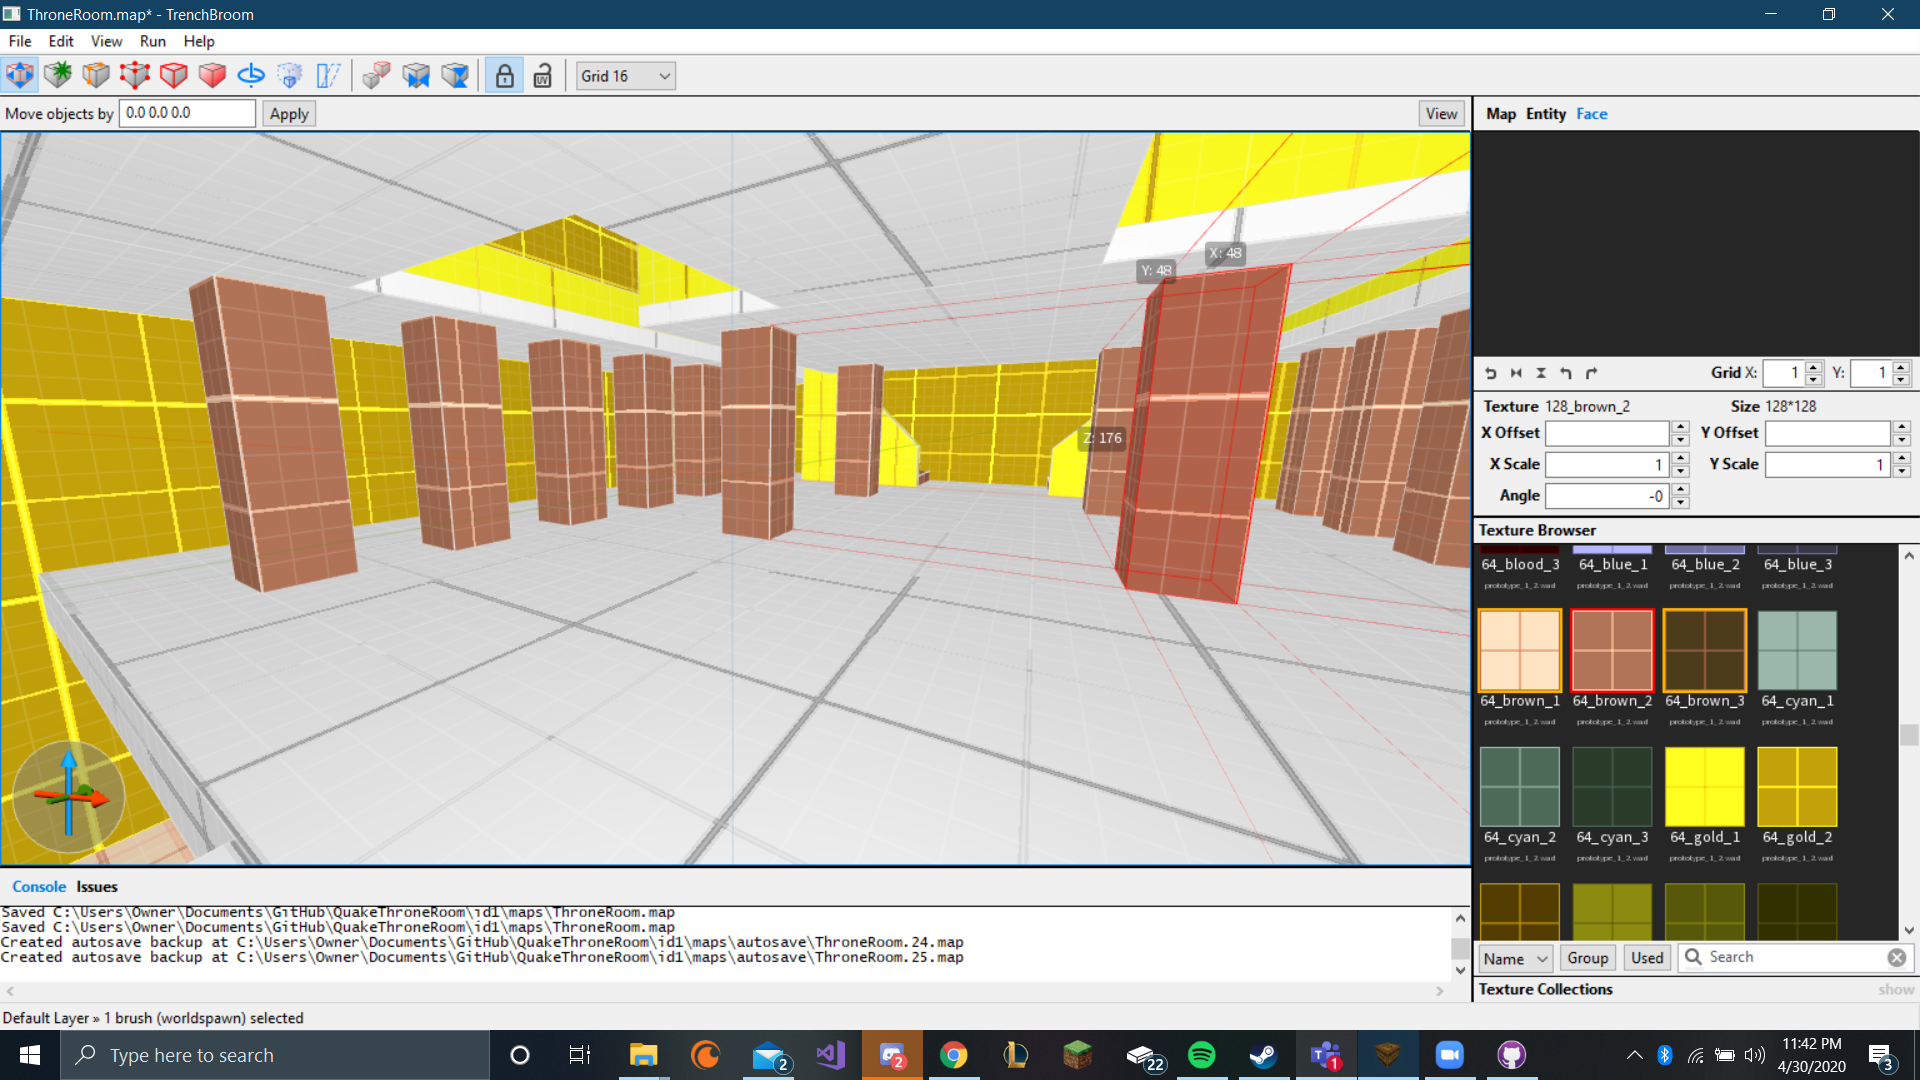 ThroneRoom.map* - TrenchBroom
File Edit View Run Help
Grid 16
Move objects by 0.0 0.0 0.0 Apply View
Map Entity Face
Y: 48
X: 48
Z: 176
Grid X: 1 Y: 1
Texture 128_brown_2 Size 128*128
X Offset Y Offset
X Scale 1 Y Scale 1
Angle -0
Texture Browser
64_blood_3 64_blue_1 64_blue_2 64_blue_3
prototype_1_2.wad prototype_1_2.wad prototype_1_2.wad prototype_1_2.wad
64_brown_1 64_brown_2 64_brown_3 64_cyan_1
prototype_1_2.wad prototype_1_2.wad prototype_1_2.wad prototype_1_2.wad
64_cyan_2 64_cyan_3 64_gold_1 64_gold_2
prototype_1_2.wad prototype_1_2.wad prototype_1_2.wad prototype_1_2.wad
Name Group Used Search
Texture Collections show
Console Issues
Saved C:\Users\Owner\Documents\GitHub\QuakeThroneRoom\id1\maps\ThroneRoom.map
Saved C:\Users\Owner\Documents\GitHub\QuakeThroneRoom\id1\maps\ThroneRoom.map
Created autosave backup at C:\Users\Owner\Documents\GitHub\QuakeThroneRoom\id1\maps\autosave\ThroneRoom.24.map
Created autosave backup at C:\Users\Owner\Documents\GitHub\QuakeThroneRoom\id1\maps\autosave\ThroneRoom.25.map
Default Layer » 1 brush (worldspawn) selected
Type here to search
2
2
22
1
11:42 PM
4/30/2020
3